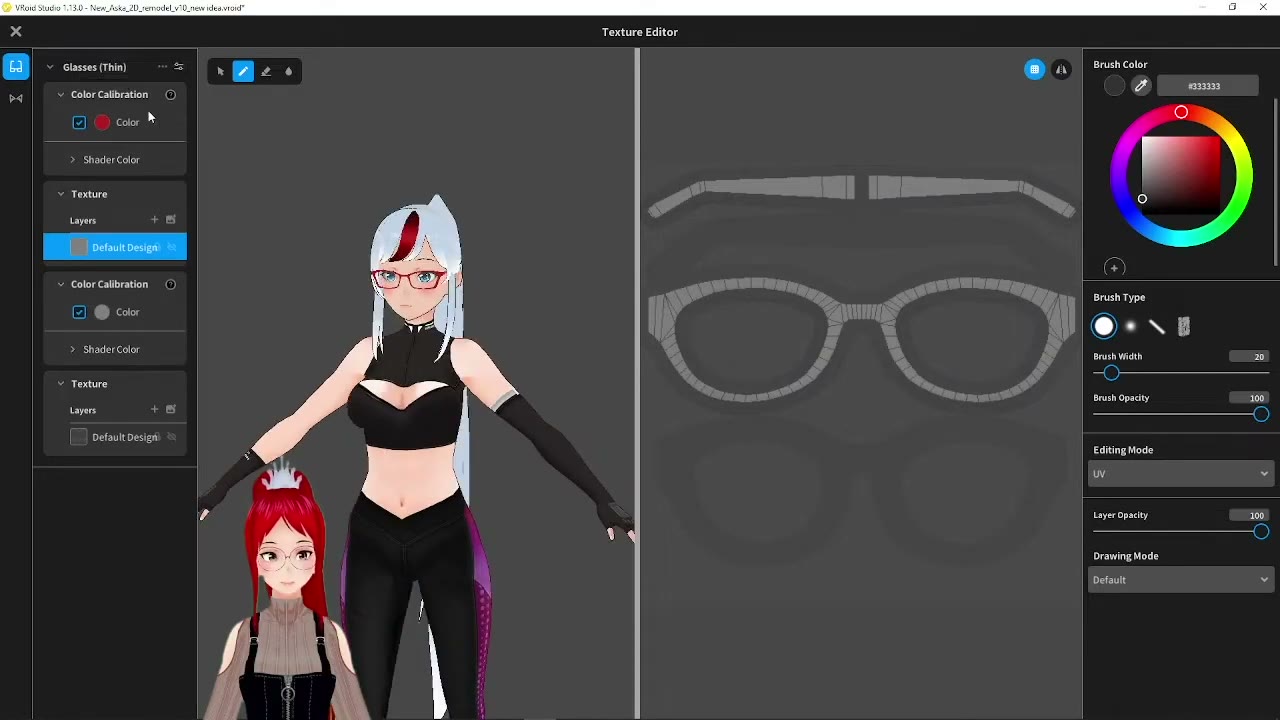 VRoid Studio 1.13.0 - New_Aska_2D_remodel_v10_new idea.vroid*
Texture Editor
Glasses (Thin)
Color Calibration
Color
Shader Color
Texture
Layers
Default Design
Color Calibration
Color
Shader Color
Texture
Layers
Default Design
Brush Color
#333333
Brush Type
Brush Width 20
Brush Opacity 100
Editing Mode
UV
Layer Opacity 100
Drawing Mode
Default